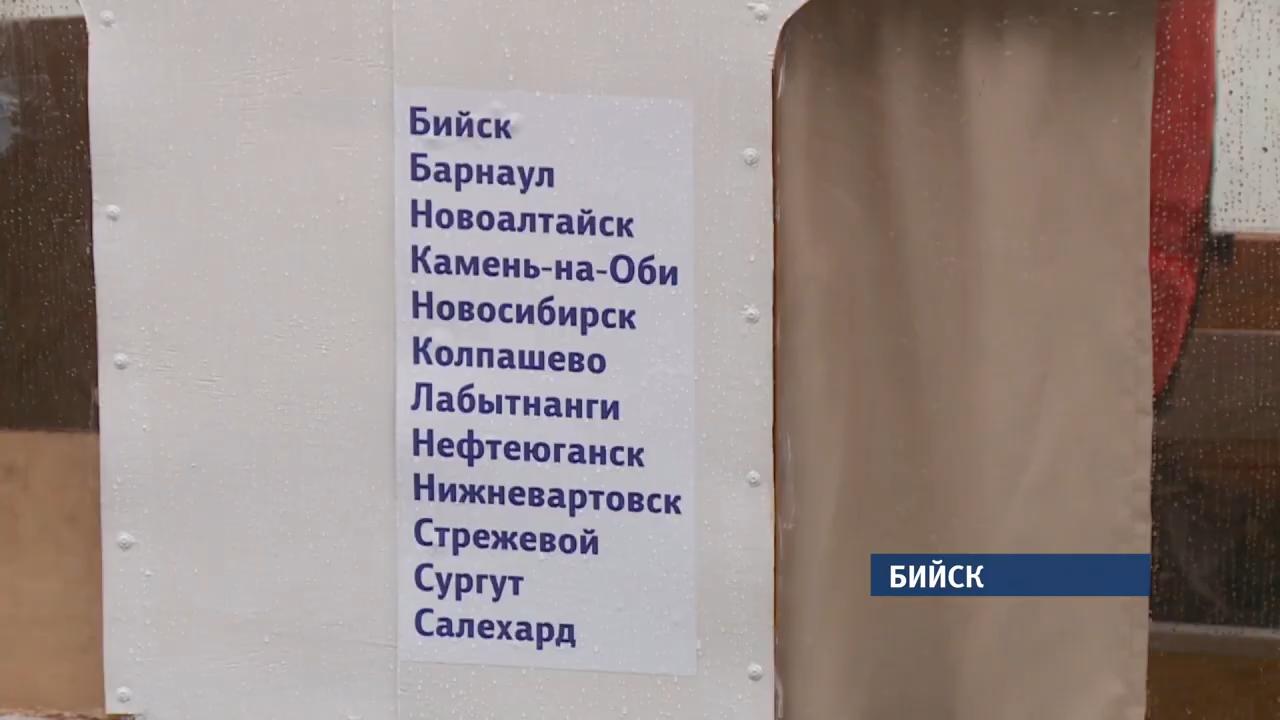 Бийск
Барнаул
Новоалтайск
Камень-на-Оби
Новосибирск
Колпашево
Лабытнанги
Нефтеюганск
Нижневартовск
Стрежевой
Сургут
Салехард
БИЙСК